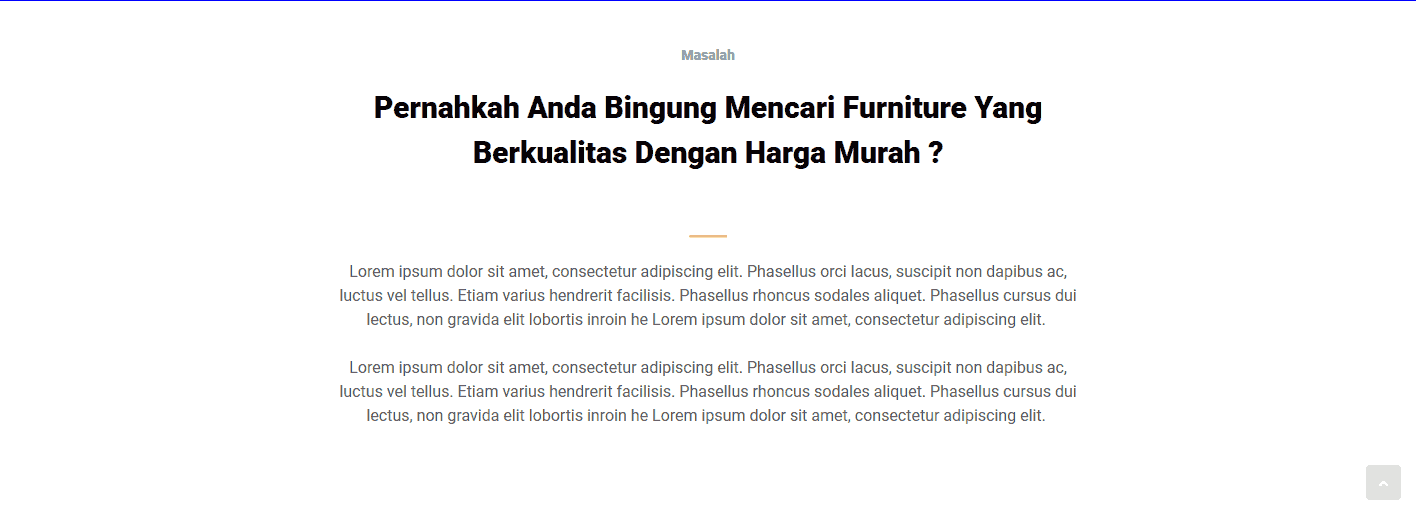 Masalah
Pernahkah Anda Bingung Mencari Furniture Yang
Berkualitas Dengan Harga Murah ?
Lorem ipsum dolor sit amet, consectetur adipiscing elit. Phasellus orci lacus, suscipit non dapibus ac,
luctus vel tellus. Etiam varius hendrerit facilisis. Phasellus rhoncus sodales aliquet. Phasellus cursus dui
lectus, non gravida elit lobortis inroin he Lorem ipsum dolor sit amet, consectetur adipiscing elit.
Lorem ipsum dolor sit amet, consectetur adipiscing elit. Phasellus orci lacus, suscipit non dapibus ac,
luctus vel tellus. Etiam varius hendrerit facilisis. Phasellus rhoncus sodales aliquet. Phasellus cursus dui
lectus, non gravida elit lobortis inroin he Lorem ipsum dolor sit amet, consectetur adipiscing elit.